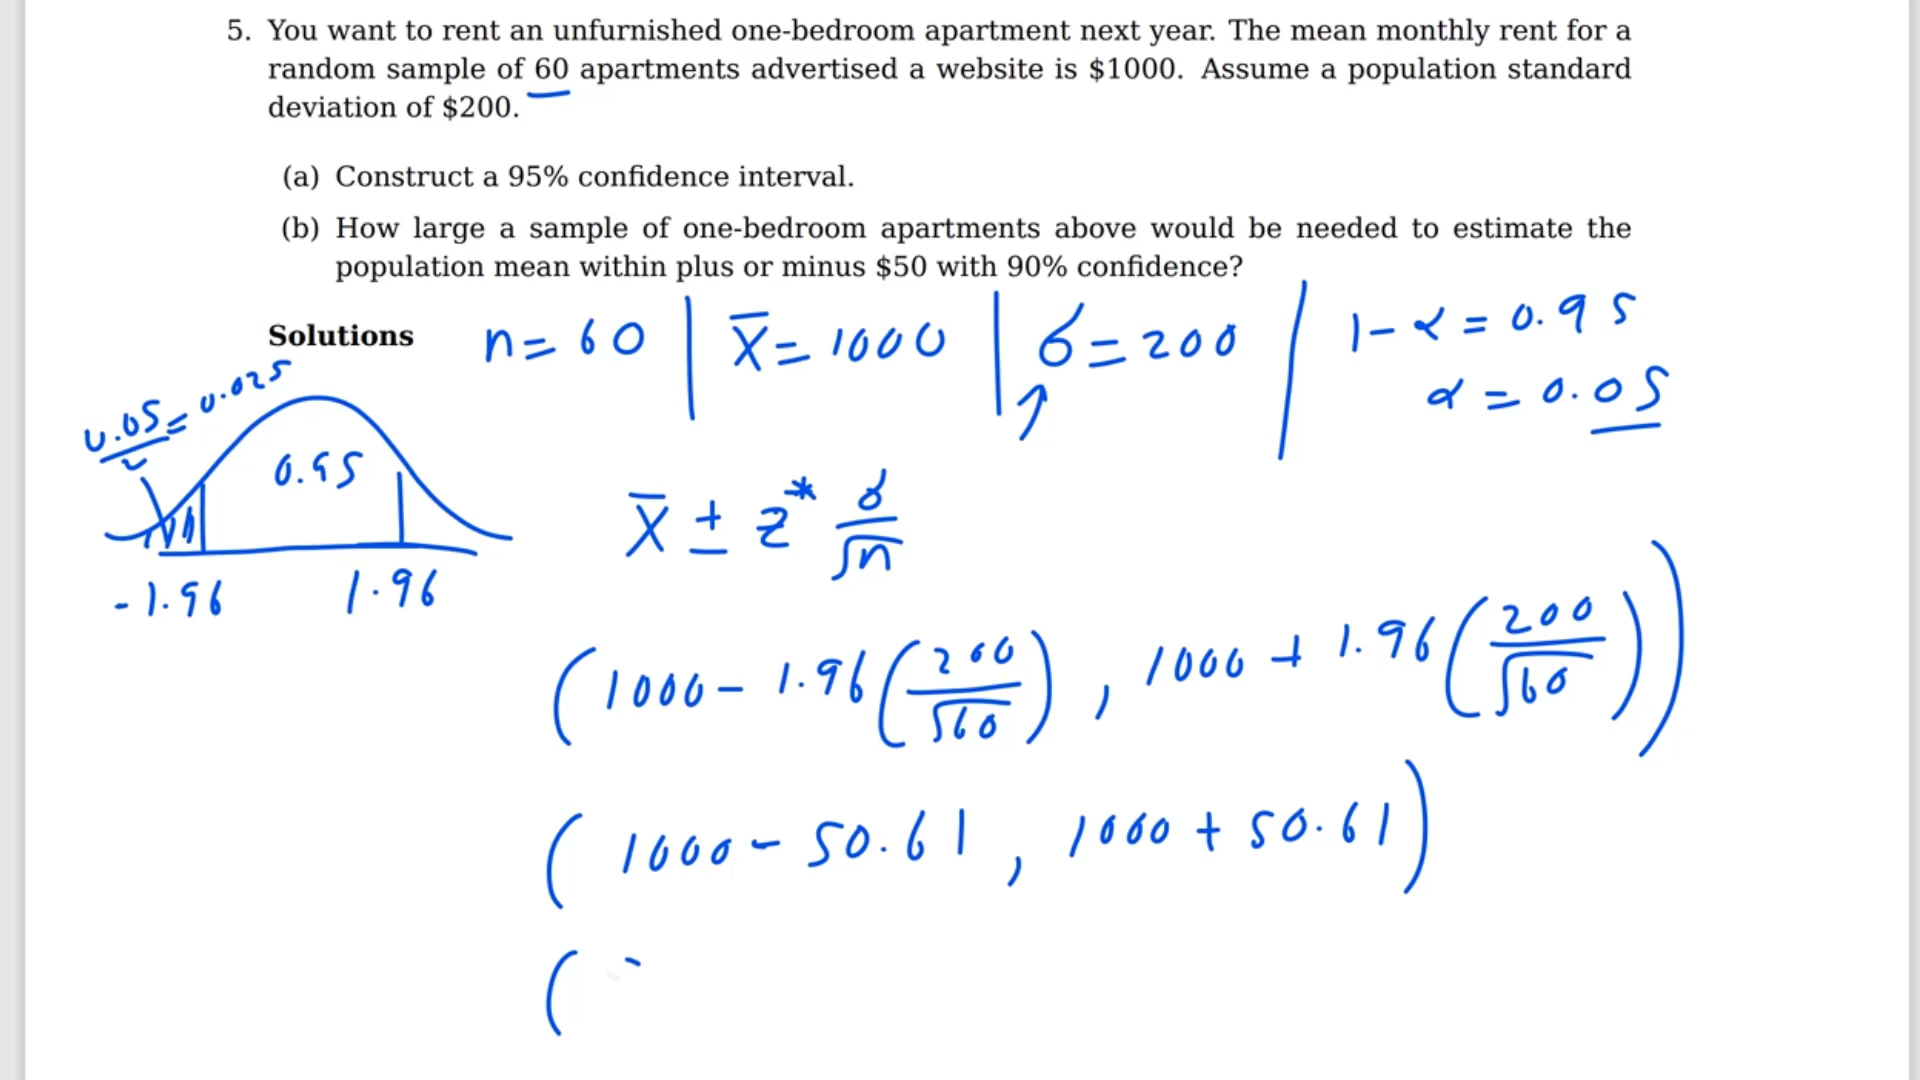 5. You want to rent an unfurnished one-bedroom apartment next year. The mean monthly rent for a
random sample of 60 apartments advertised a website is $1000. Assume a population standard
deviation of $200.
(a) Construct a 95% confidence interval.
(b) How large a sample of one-bedroom apartments above would be needed to estimate the
population mean within plus or minus $50 with 90% confidence?
Solutions
n = 60 | x̄ = 1000 | σ = 200 | 1 - α = 0.95
α = 0.05
0.05/2 = 0.025
0.95
-1.96 1.96
x̄ ± z* σ/√n
(1000 - 1.96(200/√60), 1000 + 1.96(200/√60))
(1000 - 50.61, 1000 + 50.61)
(